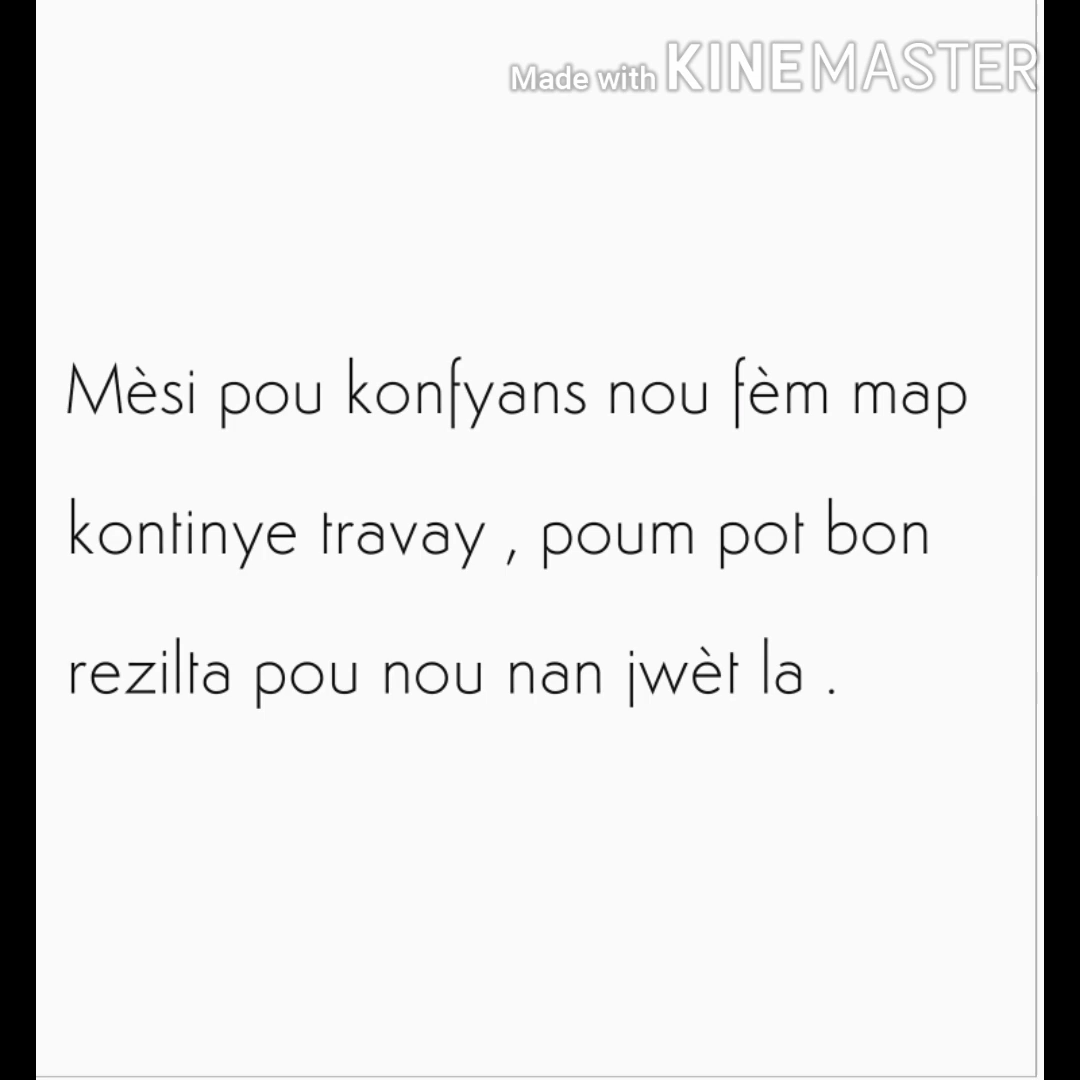 Made with KINEMASTER
Mèsi pou konfyans nou fèm map
kontinye travay , poum pot bon
rezilta pou nou nan jwèt la .